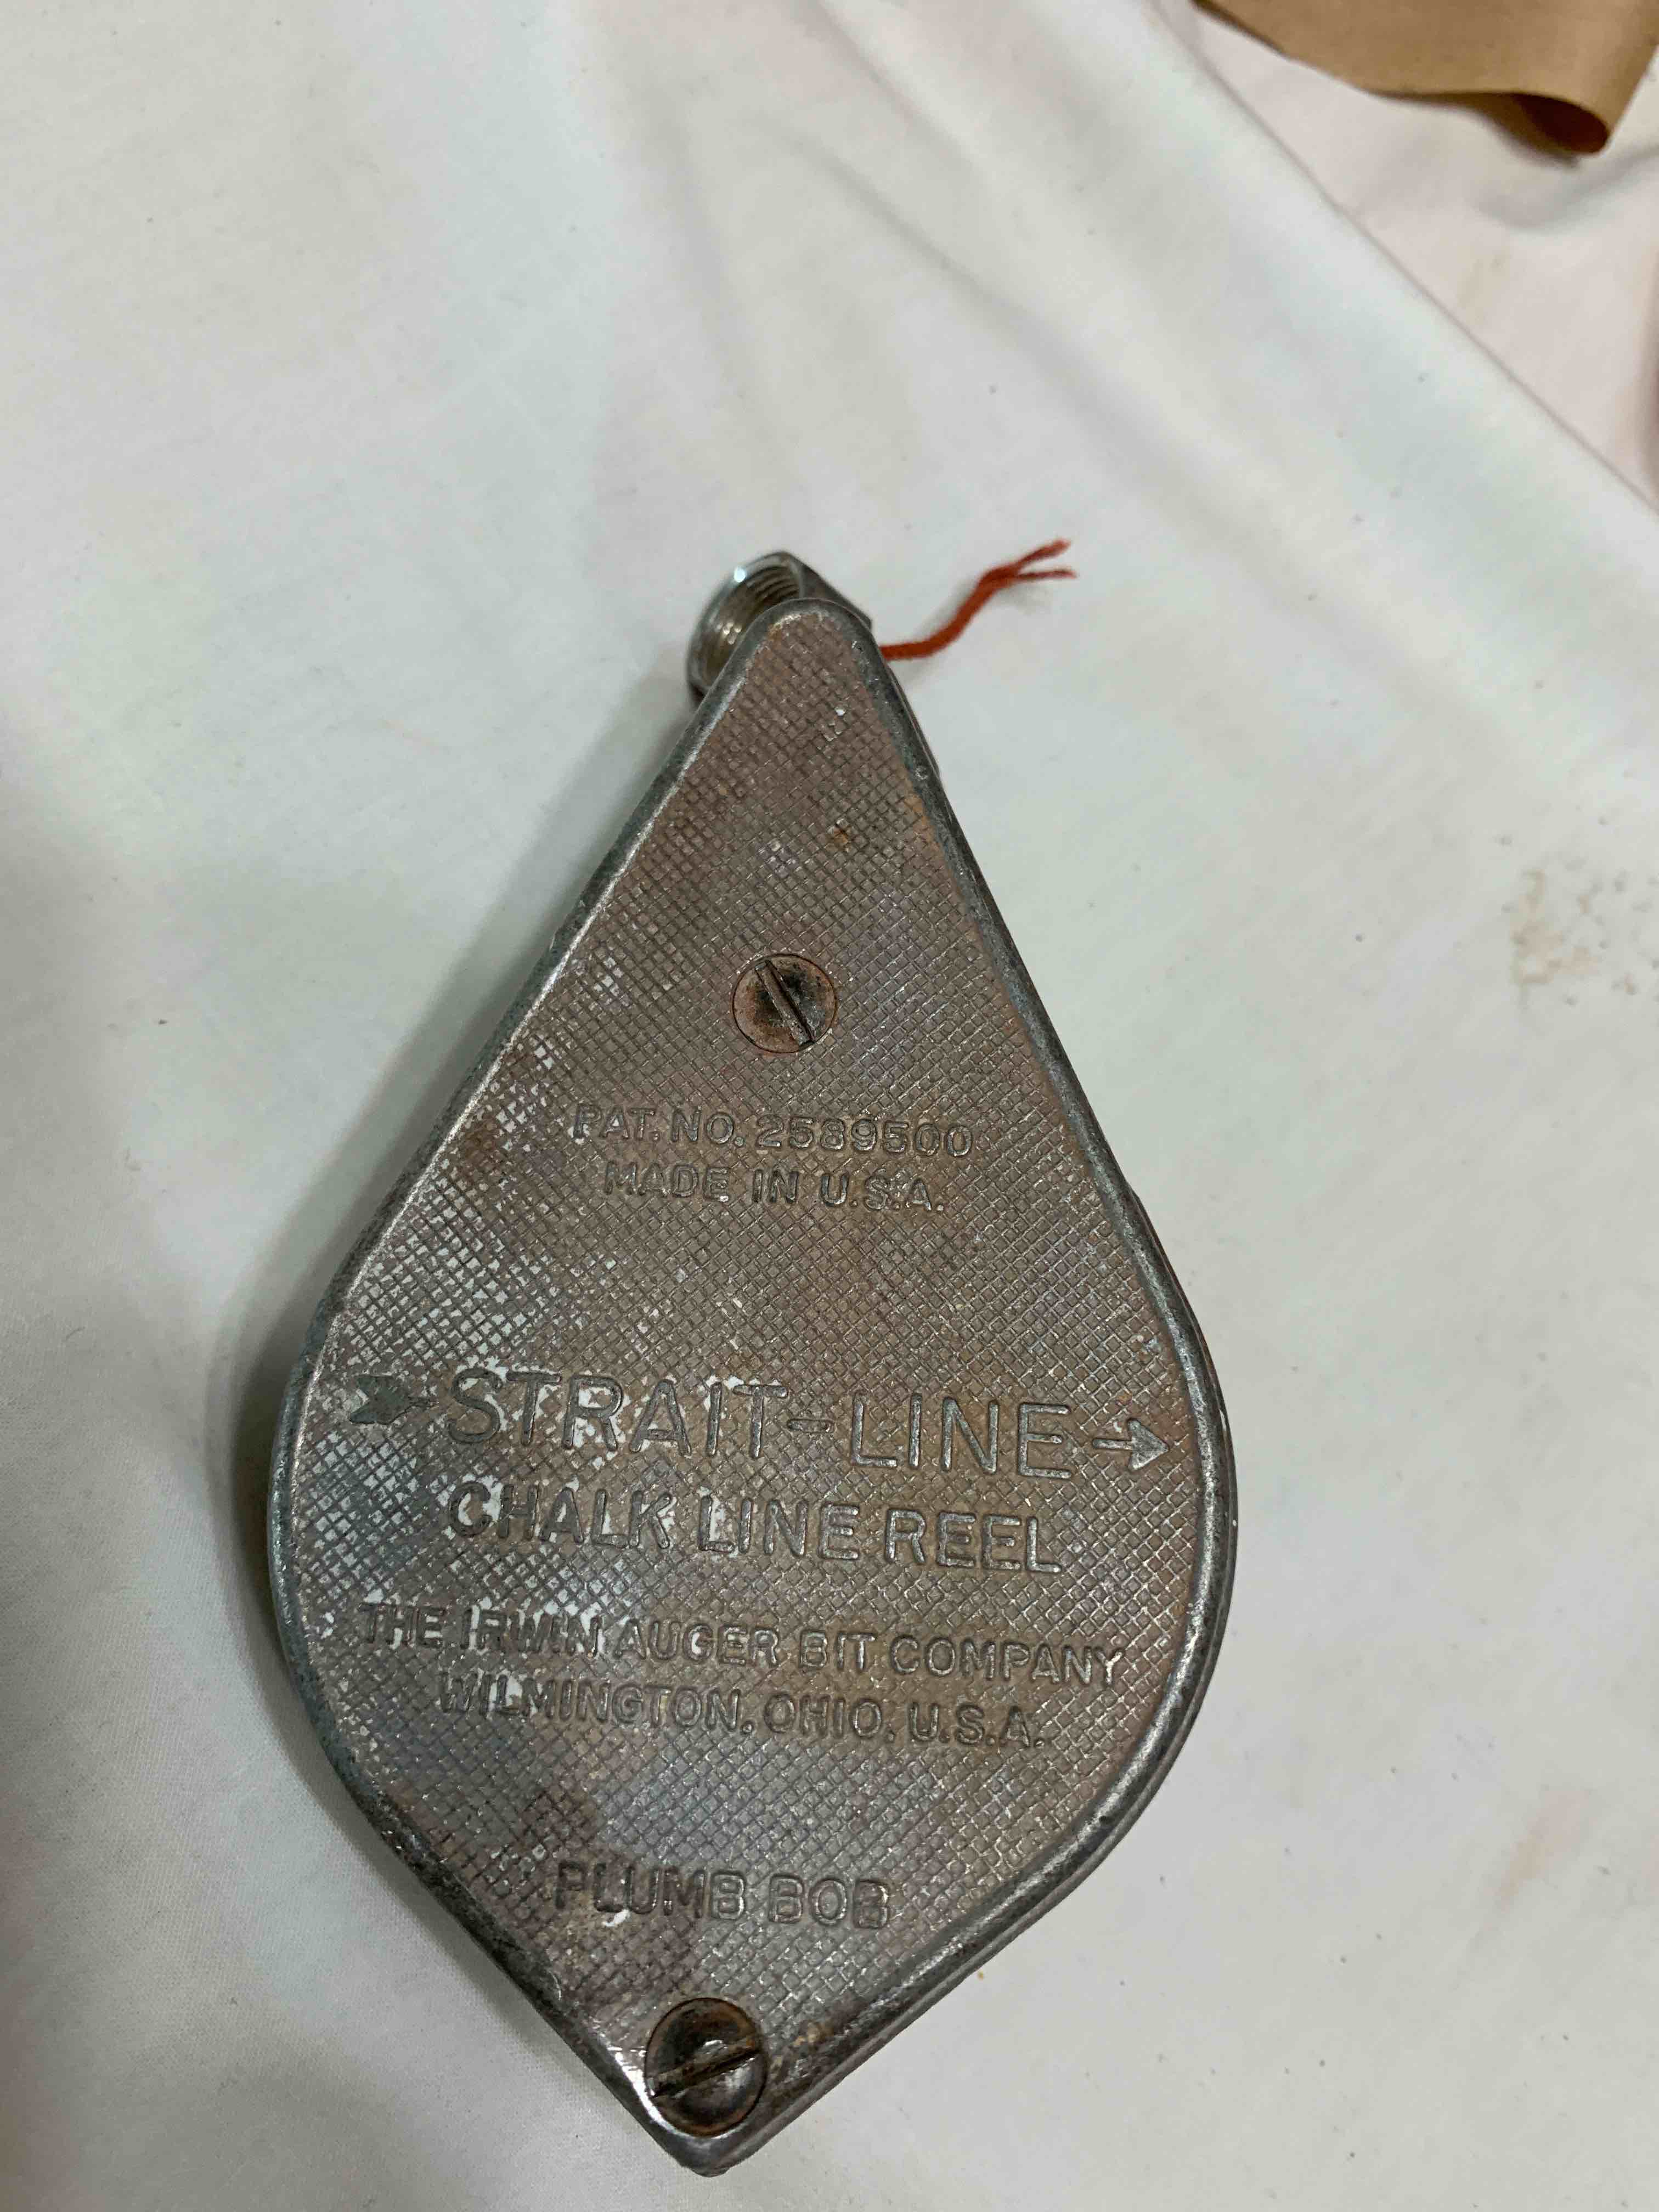 PAT. NO. 2589500
MADE IN U.S.A.
STRAIT-LINE
CHALK LINE REEL
THE IRWIN AUGER BIT COMPANY
WILMINGTON, OHIO, U.S.A.
PLUMB BOB